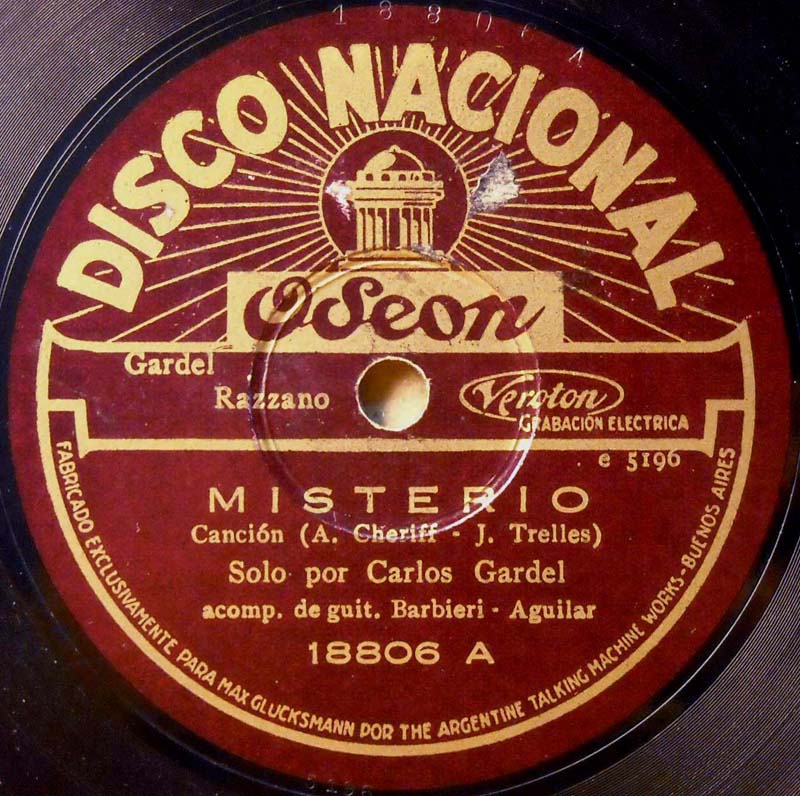 18806 A
DISCO NACIONAL
Odeon
Gardel
Razzano
Veroton
GRABACIÓN ELECTRICA
e 5196
MISTERIO
Canción (A. Cheriff - J. Trelles)
Solo por Carlos Gardel
acomp. de guit. Barbieri - Aguilar
18806 A
FABRICADO EXCLUSIVAMENTE PARA MAX GLUCKSMANN POR THE ARGENTINE TALKING MACHINE WORKS-BUENOS AIRES